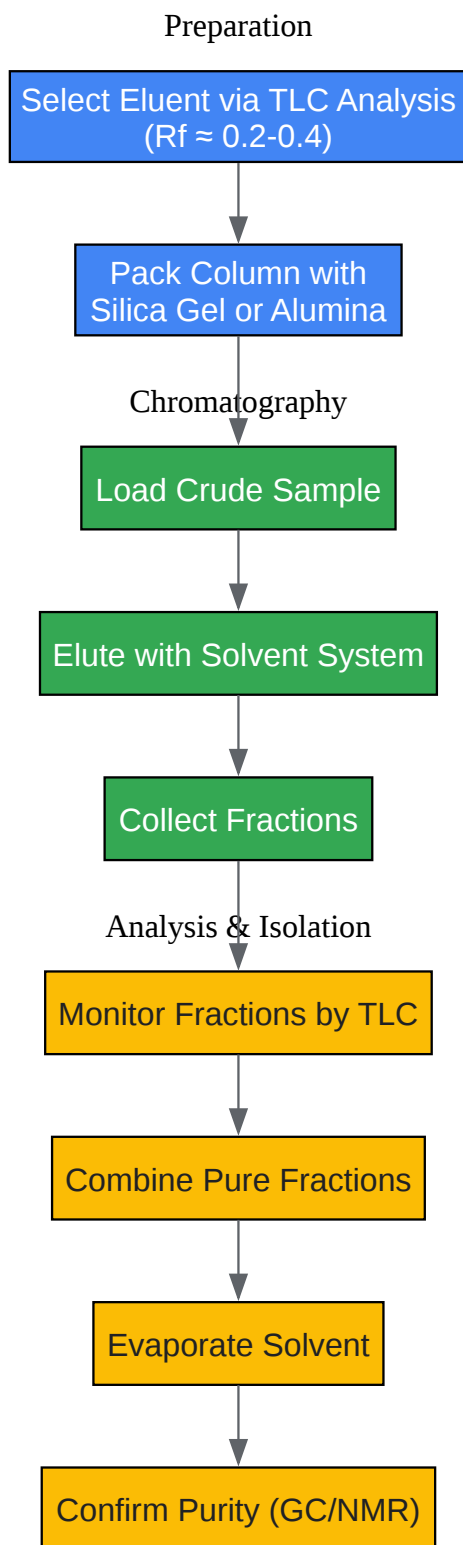 Preparation
Select Eluent via TLC Analysis
(Rf ≈ 0.2-0.4)
Pack Column with
Silica Gel or Alumina
Chromatography
Load Crude Sample
Elute with Solvent System
Collect Fractions
Analysis & Isolation
Monitor Fractions by TLC
Combine Pure Fractions
Evaporate Solvent
Confirm Purity (GC/NMR)